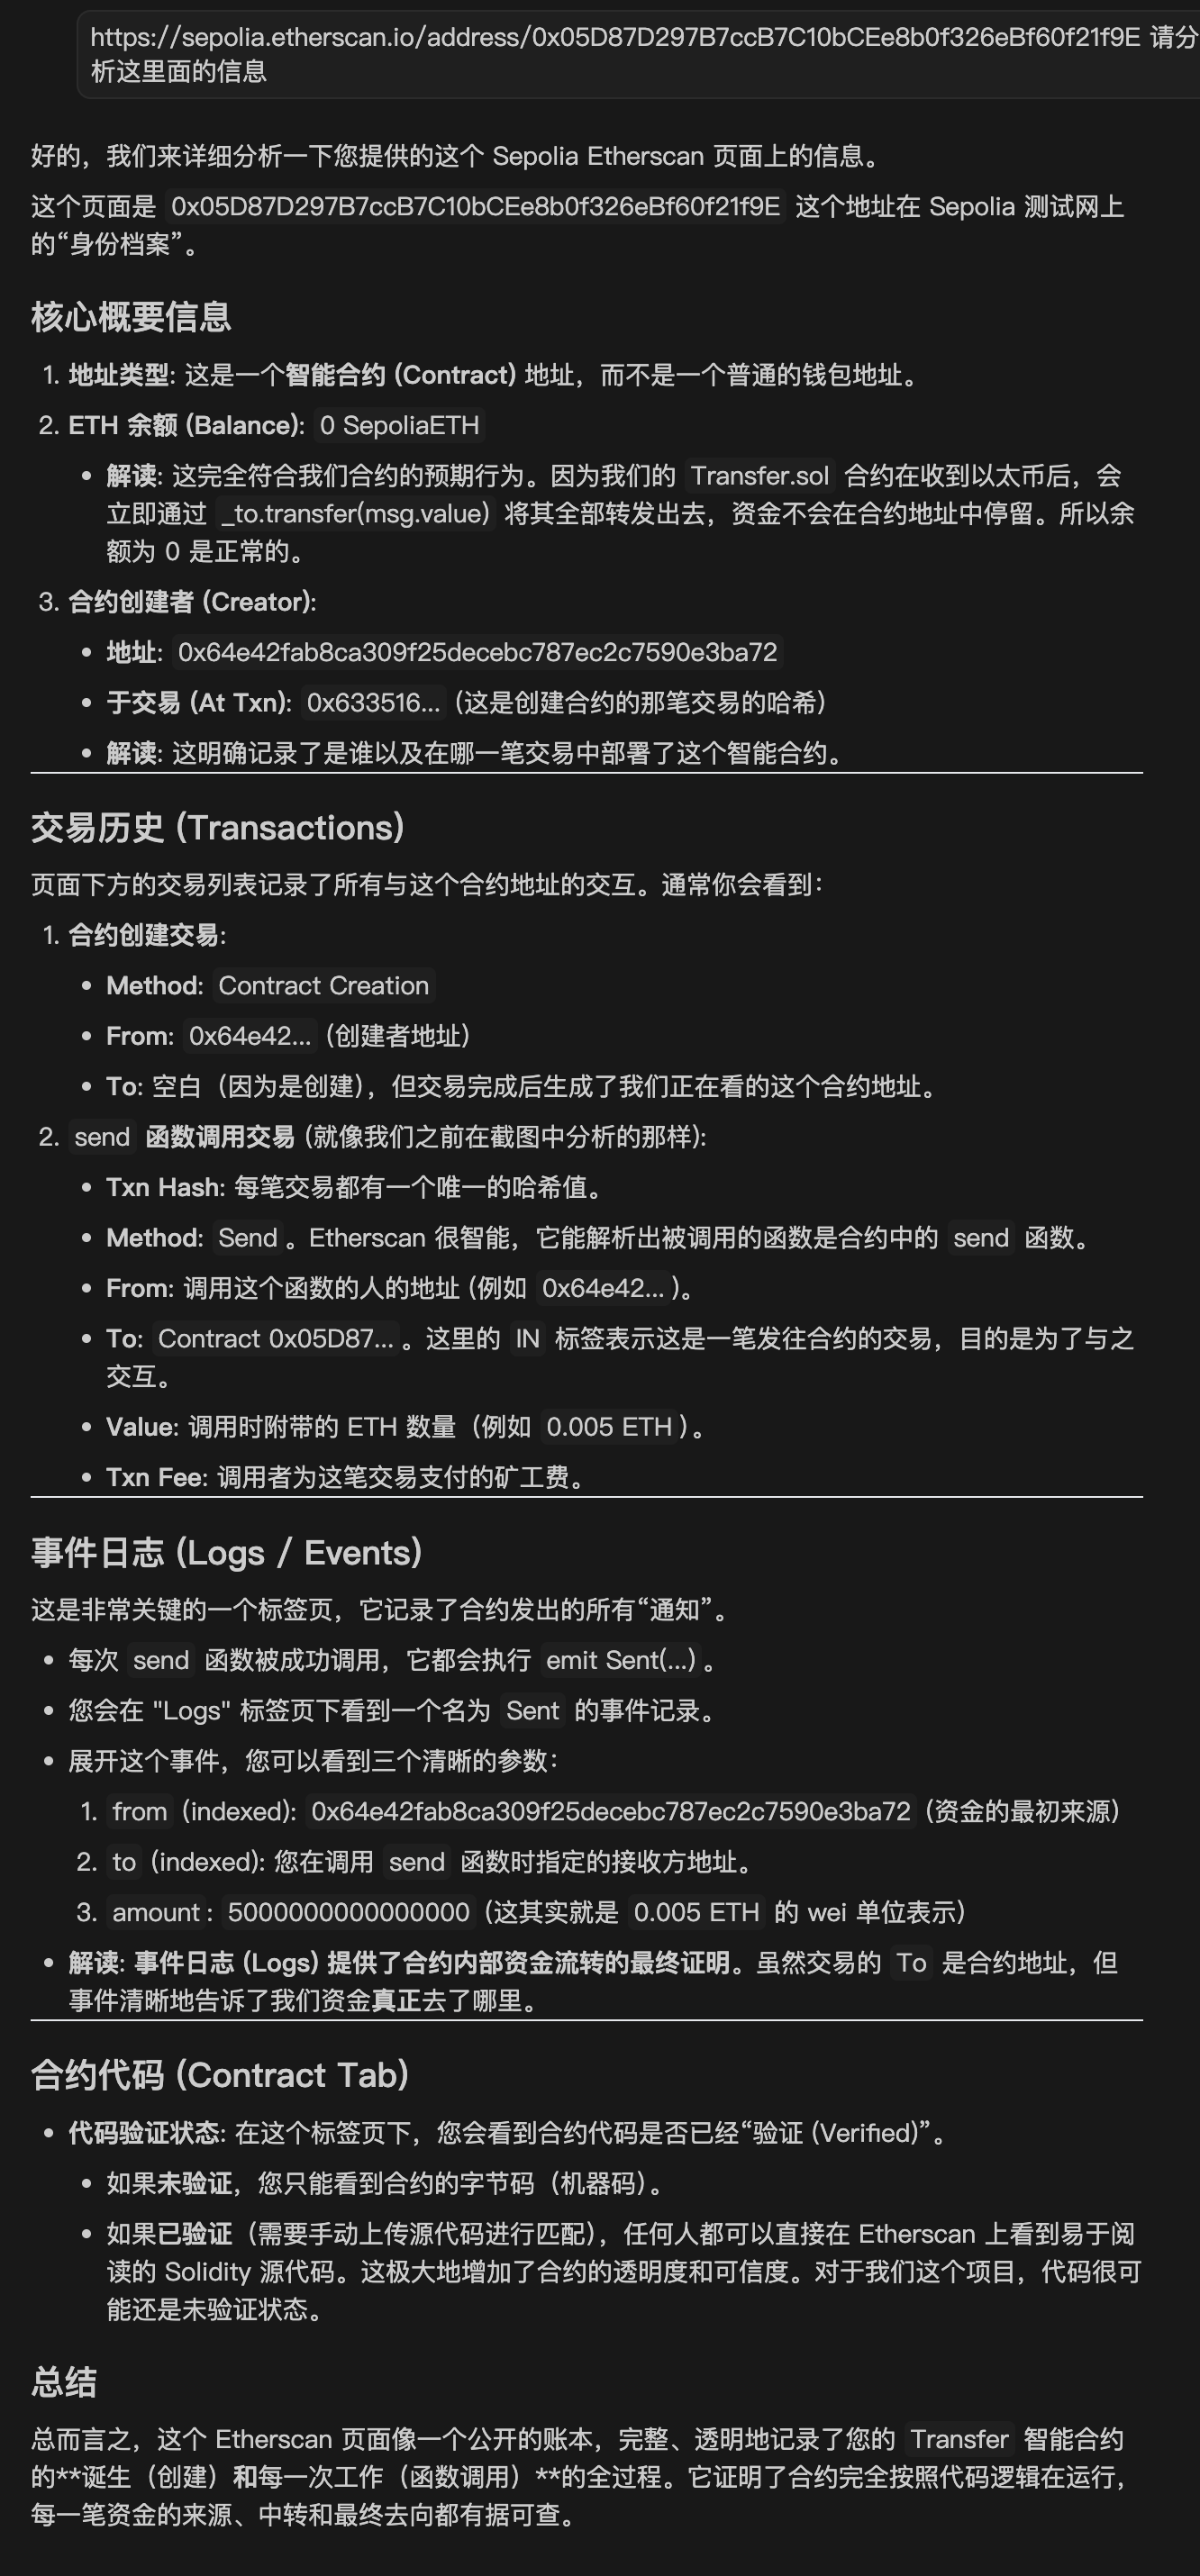 https://sepolia.etherscan.io/address/0x05D87D297B7ccB7C10bCEe8b0f326eBf60f21f9E 请分
析这里面的信息
好的，我们来详细分析一下您提供的这个 Sepolia Etherscan 页面上的信息。
这个页面是 0x05D87D297B7ccB7C10bCEe8b0f326eBf60f21f9E 这个地址在 Sepolia 测试网上
的“身份档案”。
核心概要信息
1. 地址类型: 这是一个智能合约 (Contract) 地址，而不是一个普通的钱包地址。
2. ETH 余额 (Balance): 0 SepoliaETH
• 解读: 这完全符合我们合约的预期行为。因为我们的 Transfer.sol 合约在收到以太币后，会
立即通过 _to.transfer(msg.value) 将其全部转发出去，资金不会在合约地址中停留。所以余
额为 0 是正常的。
3. 合约创建者 (Creator):
• 地址: 0x64e42fab8ca309f25decebc787ec2c7590e3ba72
• 于交易 (At Txn): 0x633516... (这是创建合约的那笔交易的哈希)
• 解读: 这明确记录了是谁以及在哪一笔交易中部署了这个智能合约。
交易历史 (Transactions)
页面下方的交易列表记录了所有与这个合约地址的交互。通常你会看到：
1. 合约创建交易:
• Method: Contract Creation
• From: 0x64e42... (创建者地址)
• To: 空白（因为是创建），但交易完成后生成了我们正在看的这个合约地址。
2. send 函数调用交易 (就像我们之前在截图中分析的那样):
• Txn Hash: 每笔交易都有一个唯一的哈希值。
• Method: Send。Etherscan 很智能，它能解析出被调用的函数是合约中的 send 函数。
• From: 调用这个函数的人的地址 (例如 0x64e42...)。
• To: Contract 0x05D87...。这里的 IN 标签表示这是一笔发往合约的交易，目的是为了与之
交互。
• Value: 调用时附带的 ETH 数量（例如 0.005 ETH）。
• Txn Fee: 调用者为这笔交易支付的矿工费。
事件日志 (Logs / Events)
这是非常关键的一个标签页，它记录了合约发出的所有“通知”。
• 每次 send 函数被成功调用，它都会执行 emit Sent(...)。
• 您会在 "Logs" 标签页下看到一个名为 Sent 的事件记录。
• 展开这个事件，您可以看到三个清晰的参数：
1. from (indexed): 0x64e42fab8ca309f25decebc787ec2c7590e3ba72 (资金的最初来源)
2. to (indexed): 您在调用 send 函数时指定的接收方地址。
3. amount: 5000000000000000 (这其实就是 0.005 ETH 的 wei 单位表示)
• 解读: 事件日志 (Logs) 提供了合约内部资金流转的最终证明。虽然交易的 To 是合约地址，但
事件清晰地告诉了我们资金真正去了哪里。
合约代码 (Contract Tab)
• 代码验证状态: 在这个标签页下，您会看到合约代码是否已经“验证 (Verified)”。
• 如果未验证，您只能看到合约的字节码（机器码）。
• 如果已验证（需要手动上传源代码进行匹配），任何人都可以直接在 Etherscan 上看到易于阅
读的 Solidity 源代码。这极大地增加了合约的透明度和可信度。对于我们这个项目，代码很可
能还是未验证状态。
总结
总而言之，这个 Etherscan 页面像一个公开的账本，完整、透明地记录了您的 Transfer 智能合约
的**诞生（创建）和每一次工作（函数调用）**的全过程。它证明了合约完全按照代码逻辑在运行，
每一笔资金的来源、中转和最终去向都有据可查。